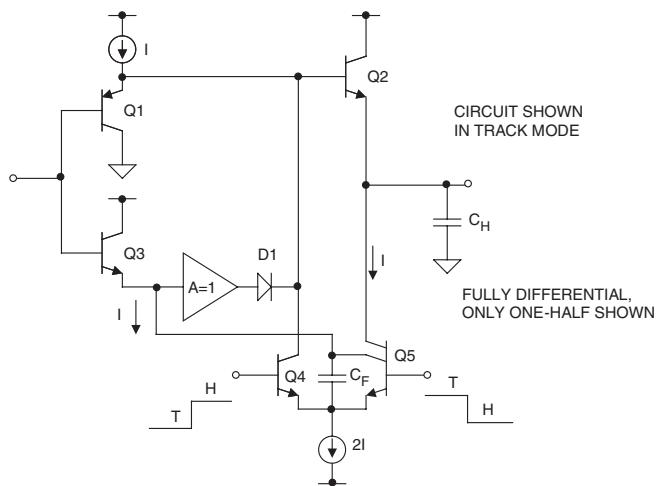 I
Q1
Q2
CIRCUIT SHOWN
IN TRACK MODE
Q3
D1
A=1
I
I
C_H
FULLY DIFFERENTIAL,
ONLY ONE-HALF SHOWN
Q4
C_F
Q5
H
T
T
H
2I